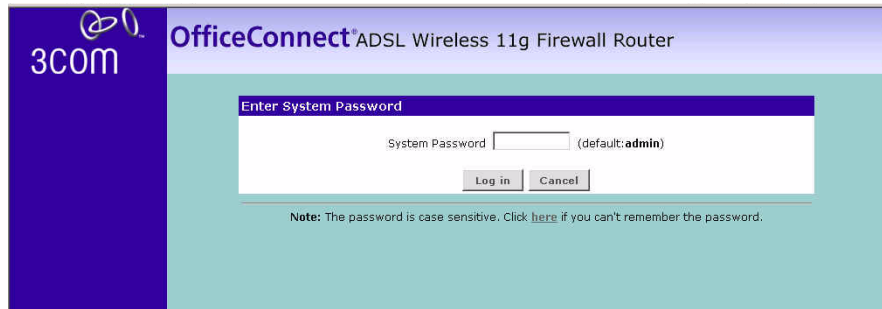 3COM
OfficeConnect® ADSL Wireless 11g Firewall Router
Enter System Password
System Password (default:admin)
Log in Cancel
Note: The password is case sensitive. Click here if you can't remember the password.